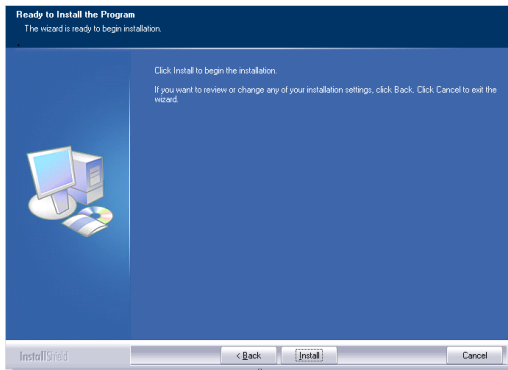 Ready to Install the Program
The wizard is ready to begin installation.
Click Install to begin the installation.
If you want to review or change any of your installation settings, click Back. Click Cancel to exit the
wizard.
InstallShield
< Back
Install
Cancel